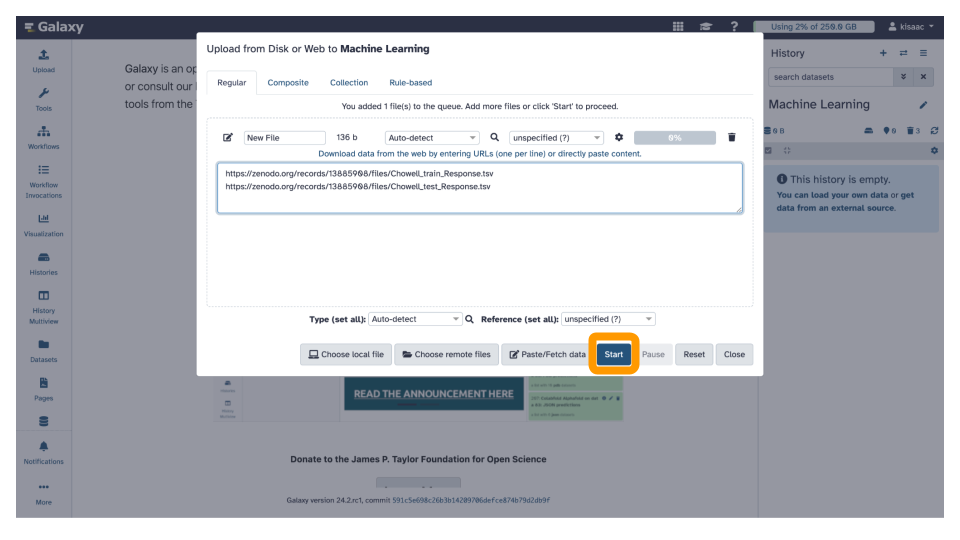 Galaxy
?
Using 2% of 250.0 GB
kisaac
Upload
Tools
Workflows
Workflow
Invocations
Visualization
Histories
History
Multiview
Datasets
Pages
Notifications
More
Galaxy is an op
or consult our
tools from the
Upload from Disk or Web to Machine Learning
Regular
Composite
Collection
Rule-based
You added 1 file(s) to the queue. Add more files or click 'Start' to proceed.
New File
136 b
Auto-detect
unspecified (?)
0%
Download data from the web by entering URLs (one per line) or directly paste content.
https://zenodo.org/records/13885908/files/Chowell_train_Response.tsv
https://zenodo.org/records/13885908/files/Chowell_test_Response.tsv
Type (set all): Auto-detect
Reference (set all): unspecified (?)
Choose local file
Choose remote files
Paste/Fetch data
Start
Pause
Reset
Close
READ THE ANNOUNCEMENT HERE
Donate to the James P. Taylor Foundation for Open Science
Galaxy version 24.2.rc1, commit 591c5e698c26b3b14209706defce874b79d2db9f
History
search datasets
Machine Learning
0 B
0
3
This history is empty.
You can load your own data or get
data from an external source.